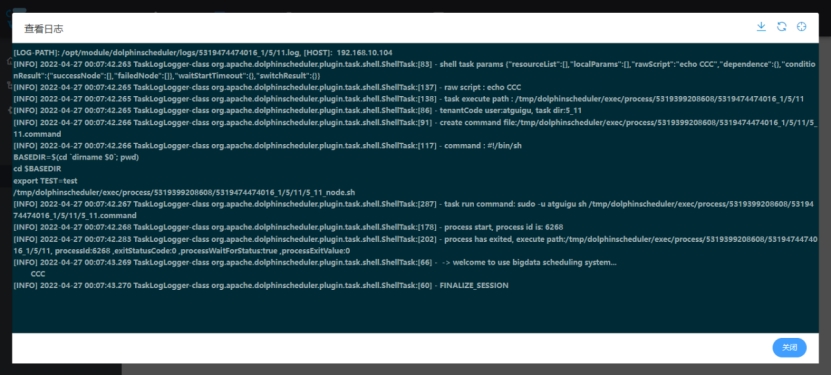 查看日志
[LOG-PATH]: /opt/module/dolphinscheduler/logs/5319474474016_1/5/11.log, [HOST]:  192.168.10.104
[INFO] 2022-04-27 00:07:42.263 TaskLogLogger-class org.apache.dolphinscheduler.plugin.task.shell.ShellTask:[83] - shell task params {"resourceList":[],"localParams":[],"rawScript":"echo CCC","dependence":{},"conditio
nResult":{"successNode":[],"failedNode":[]},"waitStartTimeout":{},"switchResult":{}}
[INFO] 2022-04-27 00:07:42.265 TaskLogLogger-class org.apache.dolphinscheduler.plugin.task.shell.ShellTask:[137] - raw script : echo CCC
[INFO] 2022-04-27 00:07:42.265 TaskLogLogger-class org.apache.dolphinscheduler.plugin.task.shell.ShellTask:[138] - task execute path : /tmp/dolphinscheduler/exec/process/5319399208608/5319474474016_1/5/11
[INFO] 2022-04-27 00:07:42.265 TaskLogLogger-class org.apache.dolphinscheduler.plugin.task.shell.ShellTask:[86] - tenantCode user:atguigu, task dir:5_11
[INFO] 2022-04-27 00:07:42.266 TaskLogLogger-class org.apache.dolphinscheduler.plugin.task.shell.ShellTask:[91] - create command file:/tmp/dolphinscheduler/exec/process/5319399208608/5319474474016_1/5/11/5_
11.command
[INFO] 2022-04-27 00:07:42.266 TaskLogLogger-class org.apache.dolphinscheduler.plugin.task.shell.ShellTask:[117] - command : #!/bin/sh
BASEDIR=$(cd `dirname $0`; pwd)
cd $BASEDIR
export TEST=test
/tmp/dolphinscheduler/exec/process/5319399208608/5319474474016_1/5/11/5_11_node.sh
[INFO] 2022-04-27 00:07:42.267 TaskLogLogger-class org.apache.dolphinscheduler.plugin.task.shell.ShellTask:[287] - task run command: sudo -u atguigu sh /tmp/dolphinscheduler/exec/process/5319399208608/53194
74474016_1/5/11/5_11.command
[INFO] 2022-04-27 00:07:42.268 TaskLogLogger-class org.apache.dolphinscheduler.plugin.task.shell.ShellTask:[178] - process start, process id is: 6268
[INFO] 2022-04-27 00:07:42.283 TaskLogLogger-class org.apache.dolphinscheduler.plugin.task.shell.ShellTask:[202] - process has exited, execute path:/tmp/dolphinscheduler/exec/process/5319399208608/53194744740
16_1/5/11, processId:6268 ,exitStatusCode:0 ,processWaitForStatus:true ,processExitValue:0
[INFO] 2022-04-27 00:07:43.269 TaskLogLogger-class org.apache.dolphinscheduler.plugin.task.shell.ShellTask:[66] -  -> welcome to use bigdata scheduling system...
CCC
[INFO] 2022-04-27 00:07:43.270 TaskLogLogger-class org.apache.dolphinscheduler.plugin.task.shell.ShellTask:[60] - FINALIZE_SESSION
关闭